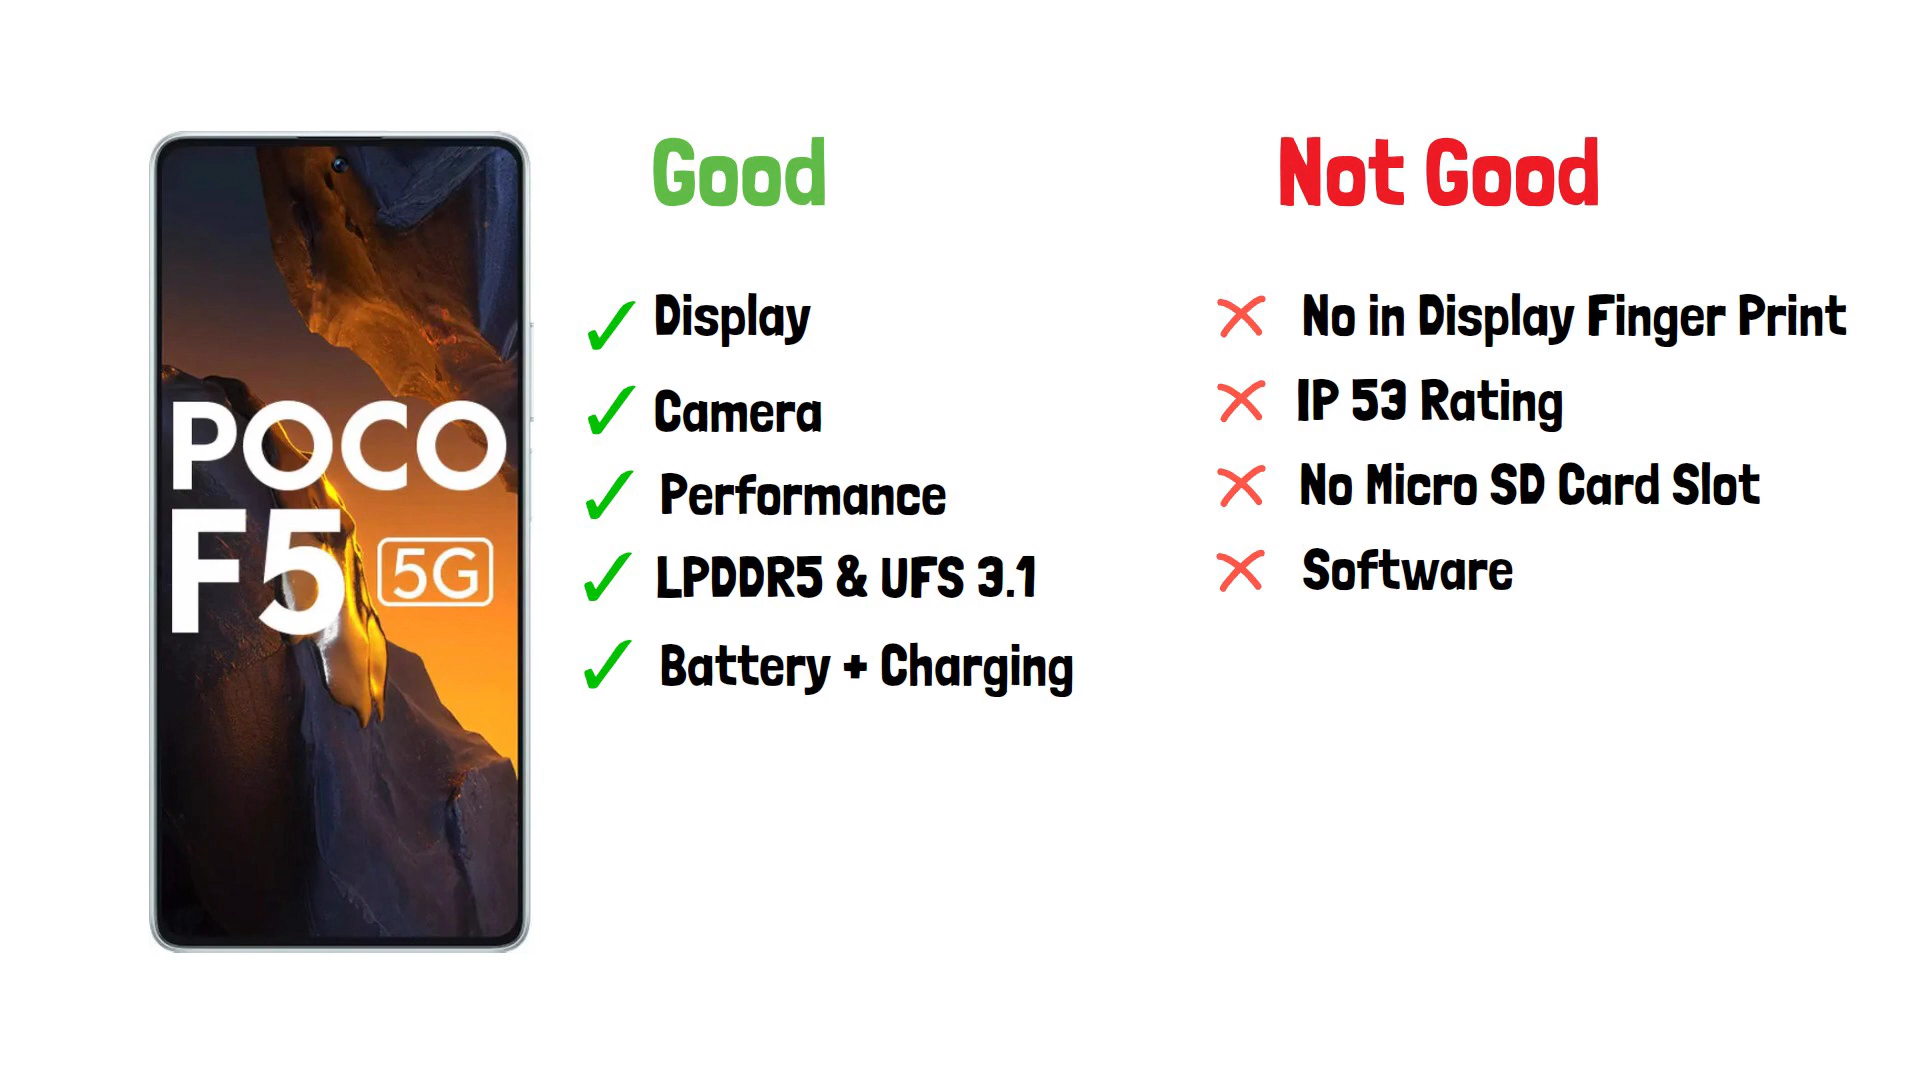 POCO
F5 5G
Good
Display
Camera
Performance
LPDDR5 & UFS 3.1
Battery + Charging
Not Good
No in Display Finger Print
IP 53 Rating
No Micro SD Card Slot
Software